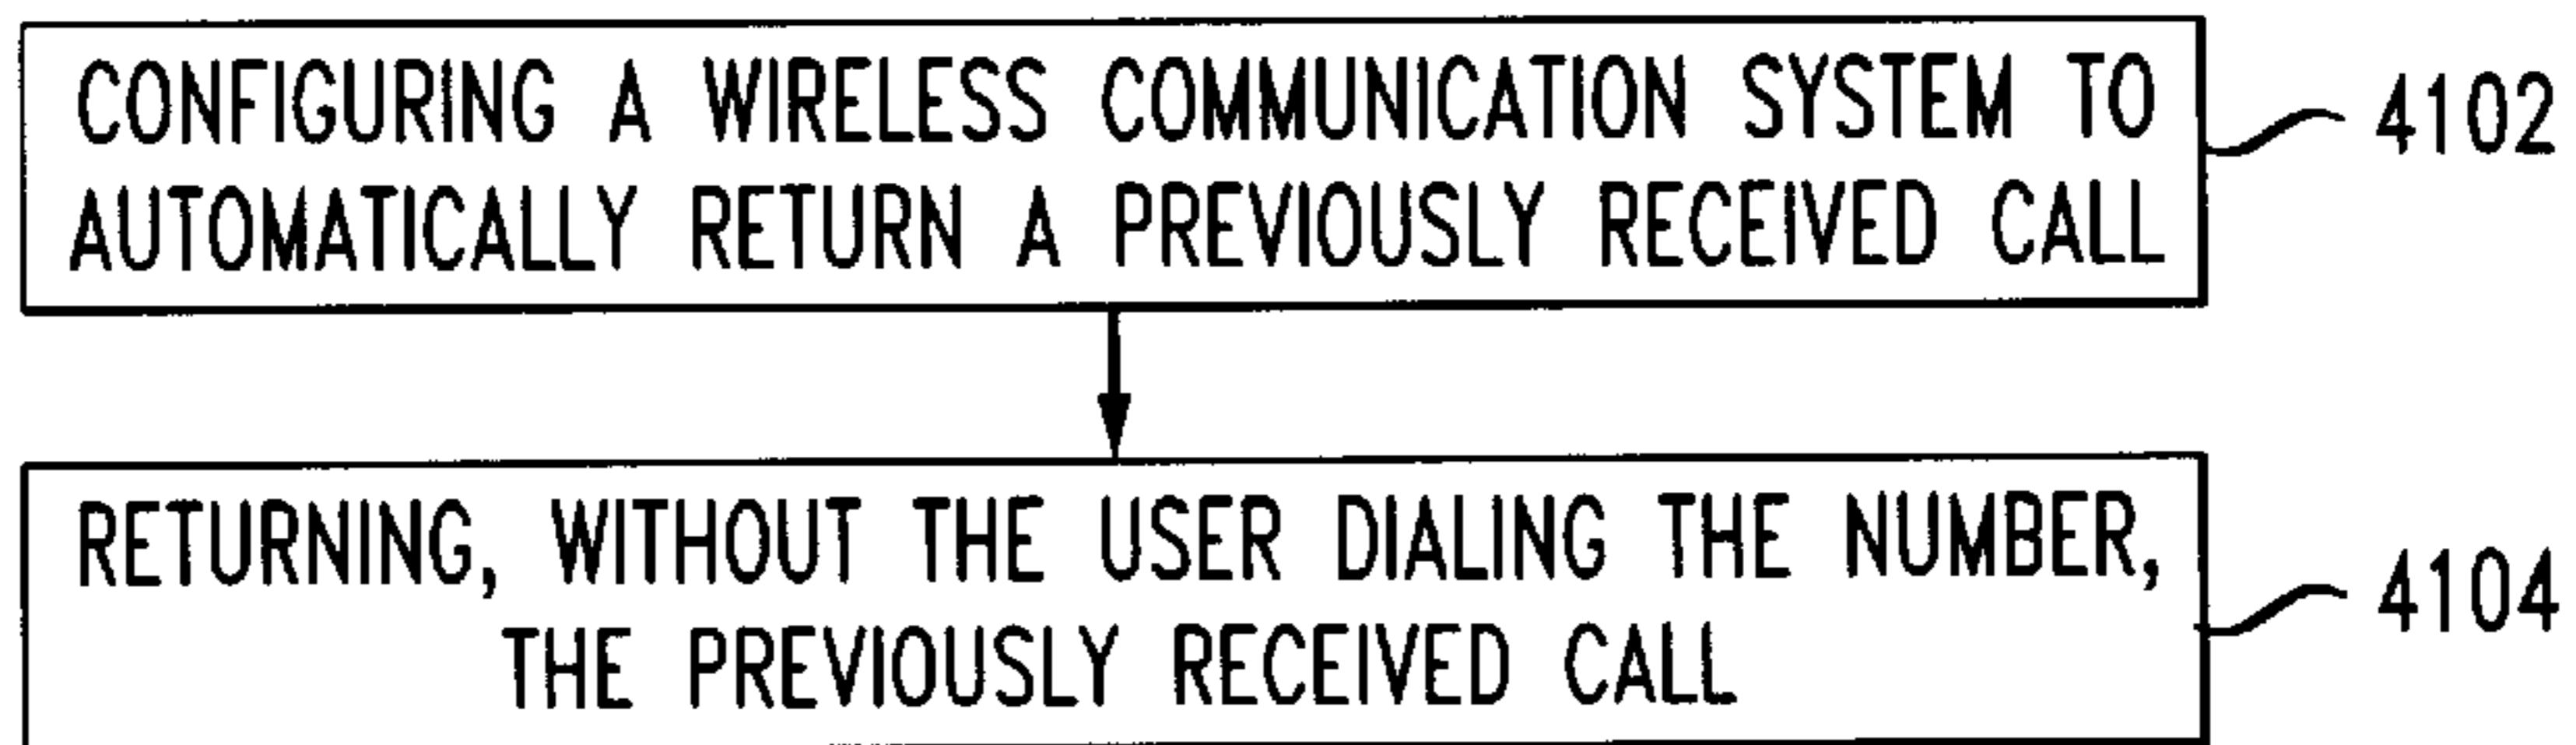 CONFIGURING A WIRELESS COMMUNICATION SYSTEM TO
AUTOMATICALLY RETURN A PREVIOUSLY RECEIVED CALL
4102
RETURNING, WITHOUT THE USER DIALING THE NUMBER,
THE PREVIOUSLY RECEIVED CALL
4104